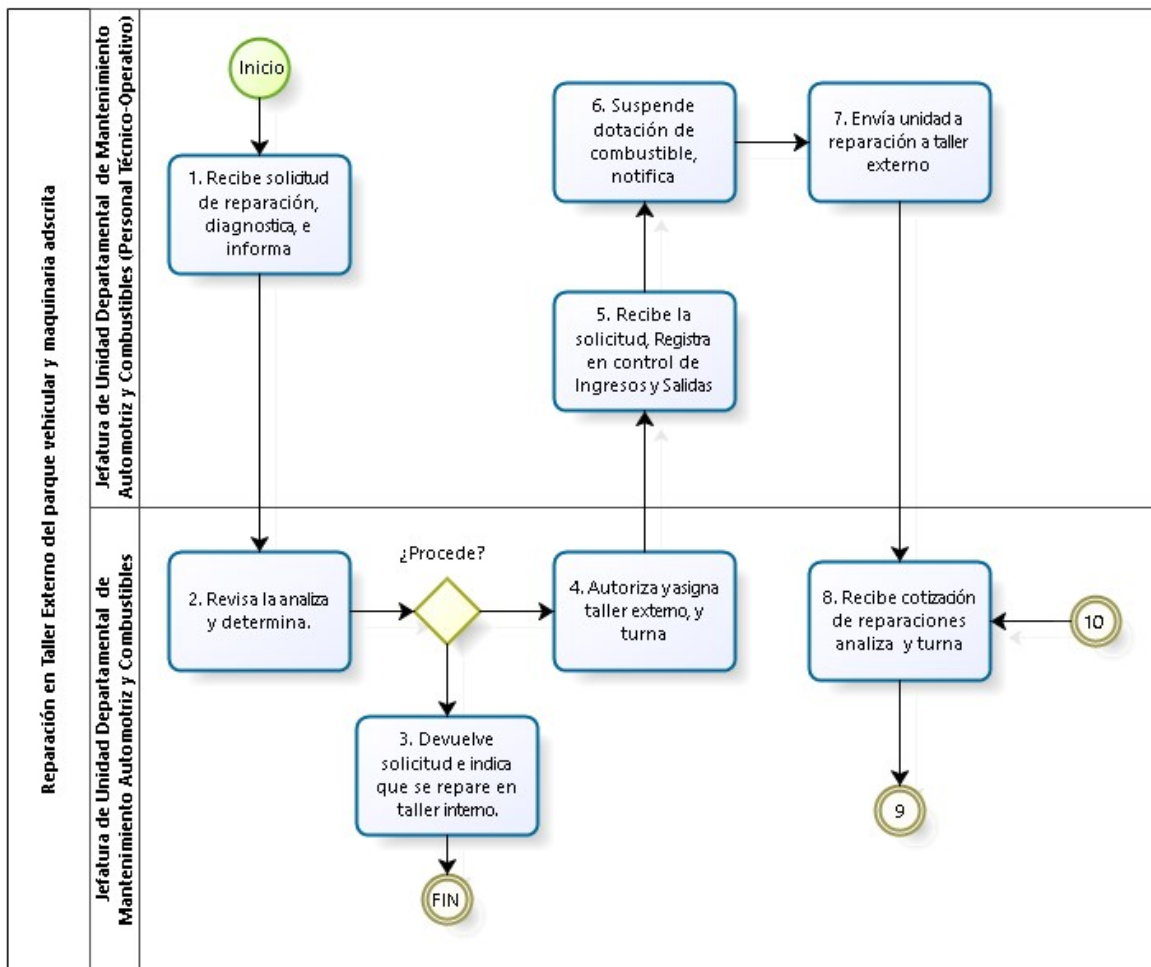 Reparación en Taller Externo del parque vehicular y maquinaria adscrita
Jefatura de Unidad Departamental de Mantenimiento
Automotriz y Combustibles (Personal Técnico-Operativo)
Inicio
1. Recibe solicitud
de reparación,
diagnostica, e
informa
6. Suspende
dotación de
combustible,
notifica
7. Envía unidad a
reparación a taller
externo
5. Recibe la
solicitud, Registra
en control de
Ingresos y Salidas
Jefatura de Unidad Departamental de
Mantenimiento Automotriz y Combustibles
2. Revisa la analiza
y determina.
¿Procede?
4. Autoriza y asigna
taller externo, y
turna
3. Devuelve
solicitud e indica
que se repare en
taller interno.
FIN
8. Recibe cotización
de reparaciones
analiza y turna
10
9